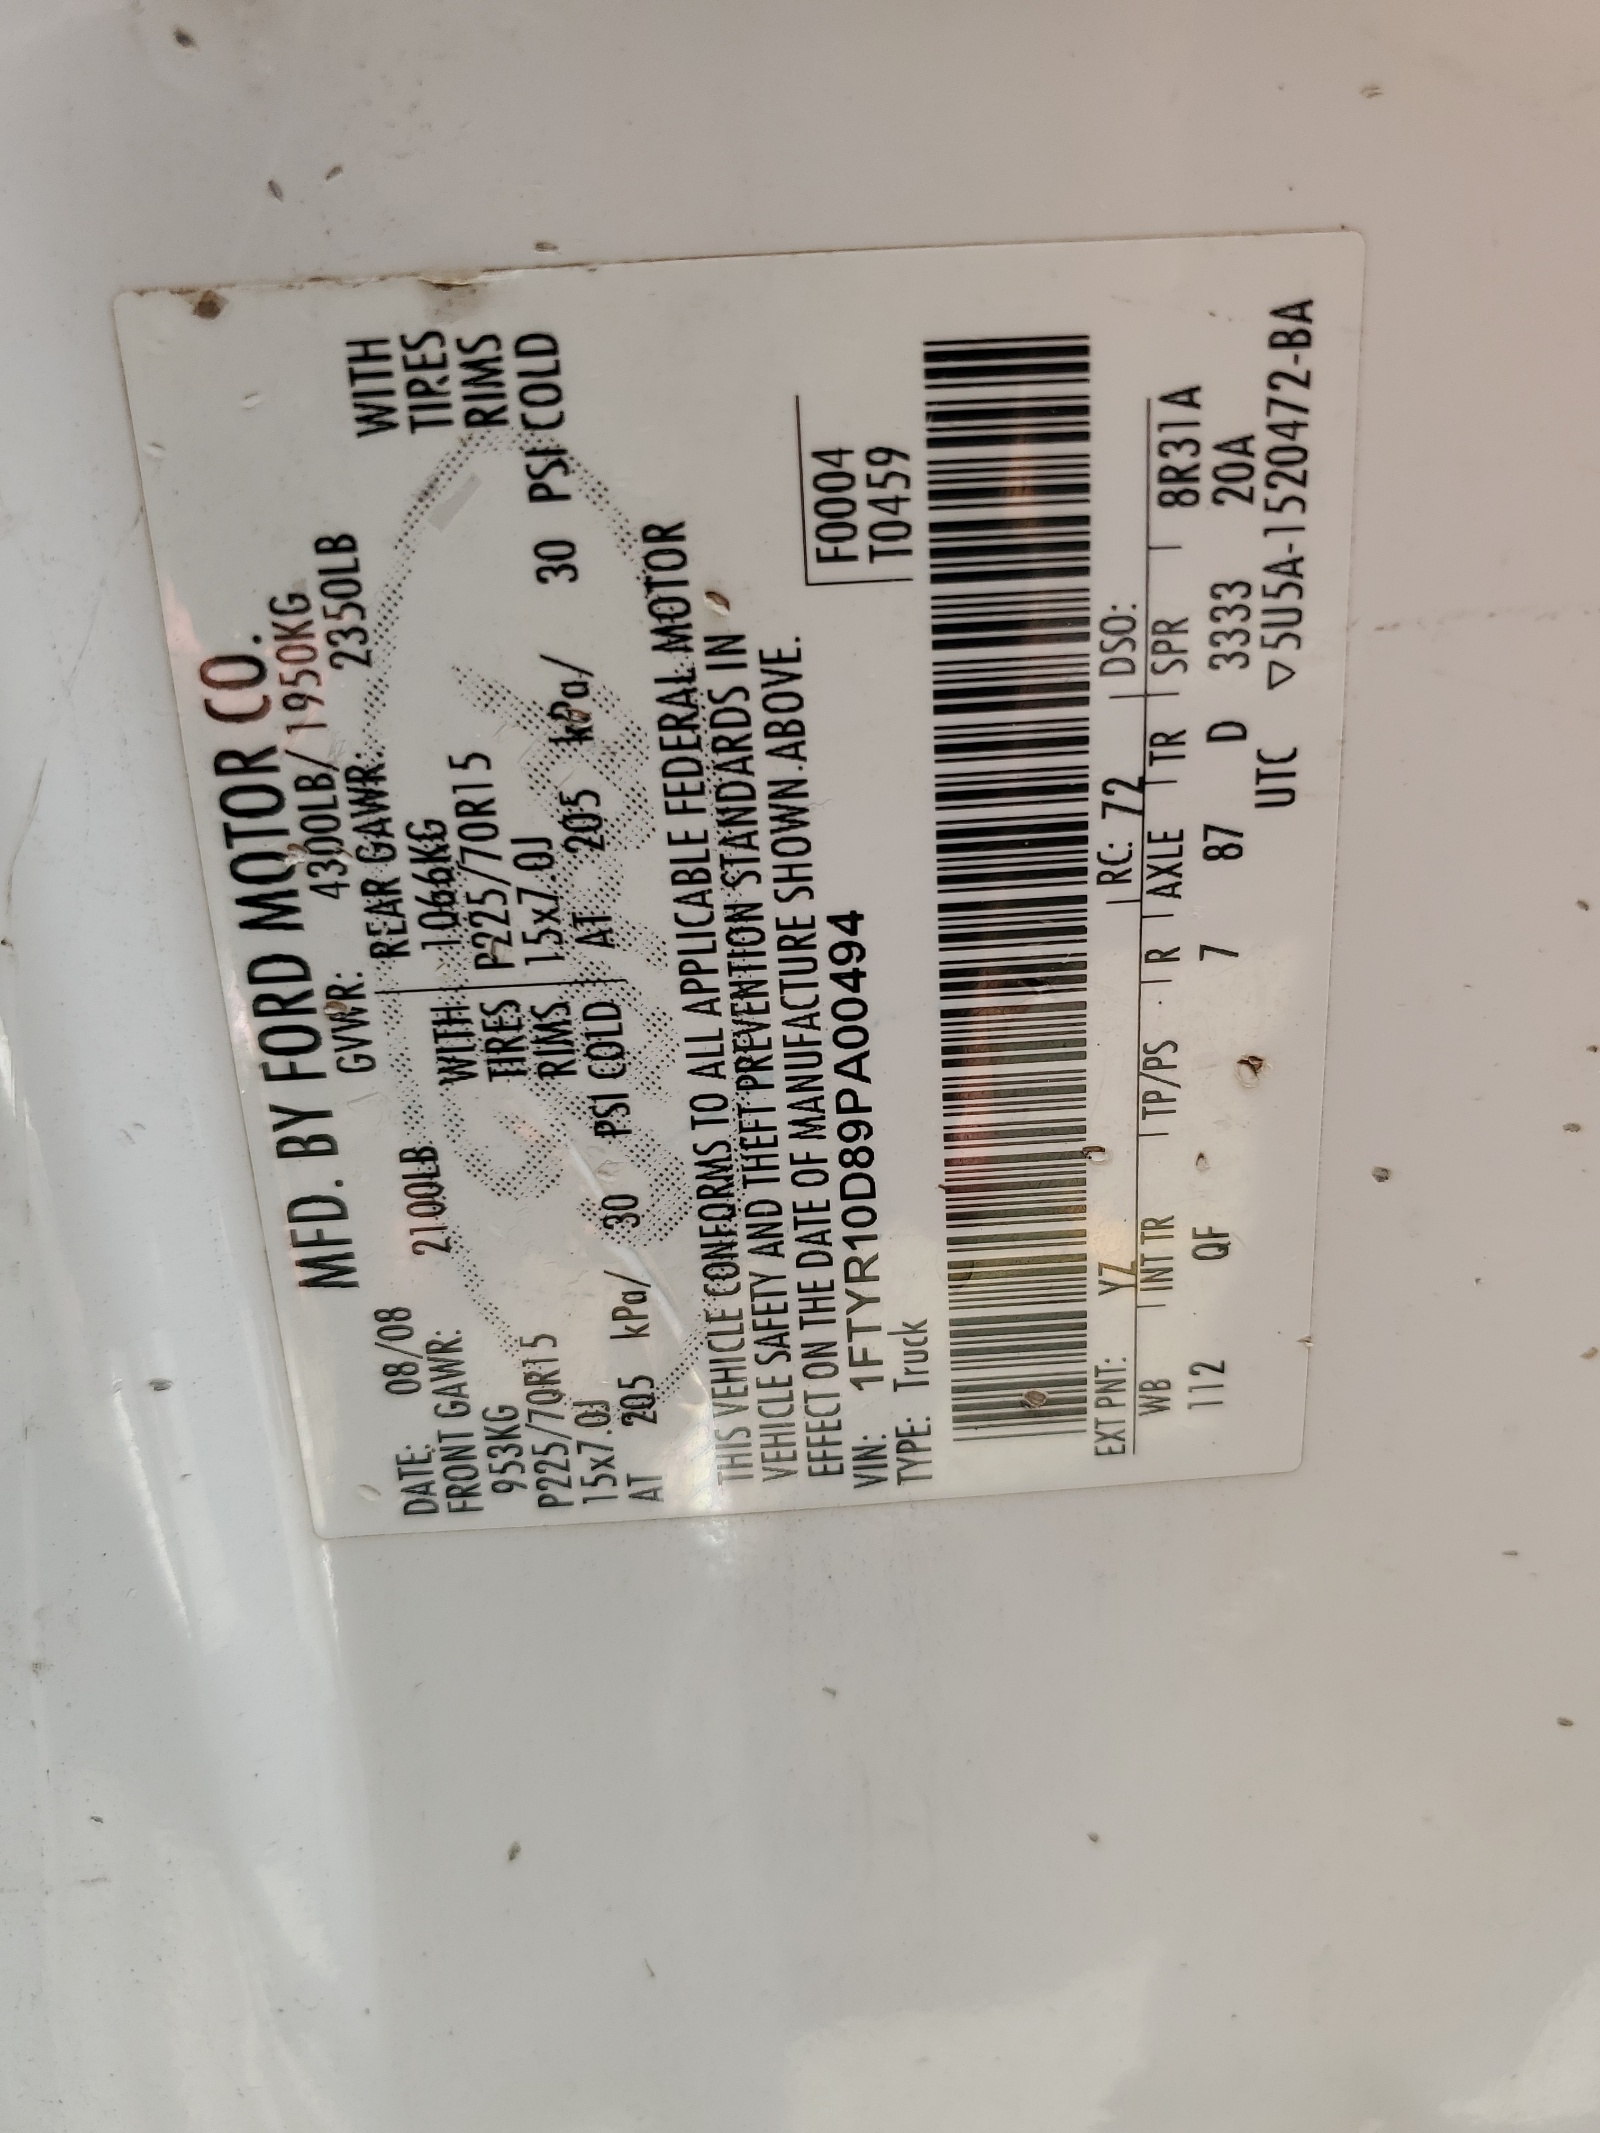 MFD. BY FORD MOTOR CO.
DATE: 08/08 GVWR: 4300LB/1950KG
FRONT GAWR: 2100LB REAR GAWR: 2350LB
953KG WITH 1066KG WITH
P225/70R15 TIRES P225/70R15 TIRES
15x7.0J RIMS 15x7.0J RIMS
AT 205 kPa/ 30 PSI COLD AT 205 kPa/ 30 PSI COLD
THIS VEHICLE CONFORMS TO ALL APPLICABLE FEDERAL MOTOR
VEHICLE SAFETY AND THEFT PREVENTION STANDARDS IN
EFFECT ON THE DATE OF MANUFACTURE SHOWN ABOVE.
VIN: 1FTYR10D89PA00494 F0004
TYPE: Truck T0459
EXT PNT: YZ RC: 72 DSO:
WB INT TR TP/PS R AXLE TR SPR 8R31A
112 QF 7 87 D 3333 20A
UTC ▽5U5A-1520472-BA